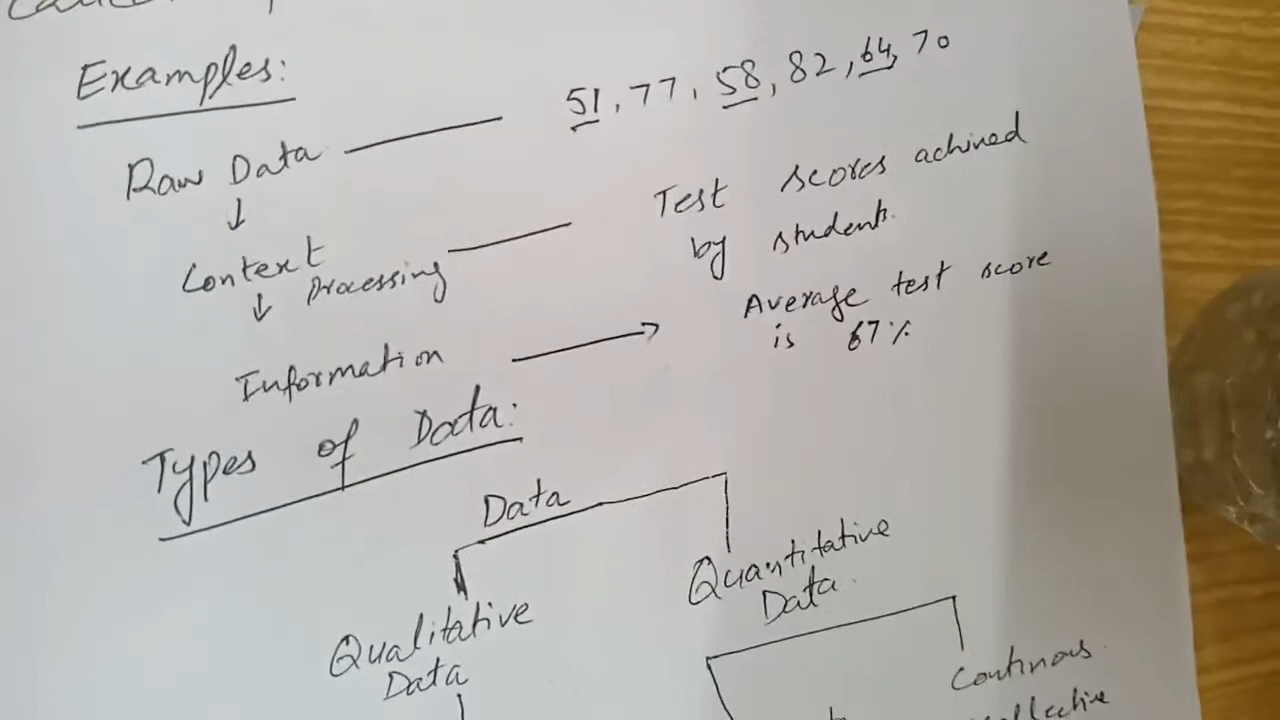 Examples:
Raw Data — 51, 77, 58, 82, 64, 70
↓
Context — Test scores achined
by students.
↓ Processing
Information → Average test score
is 67%
Types of Data:
Data
Quantitative
Data.
Qualitative
Data
Continous